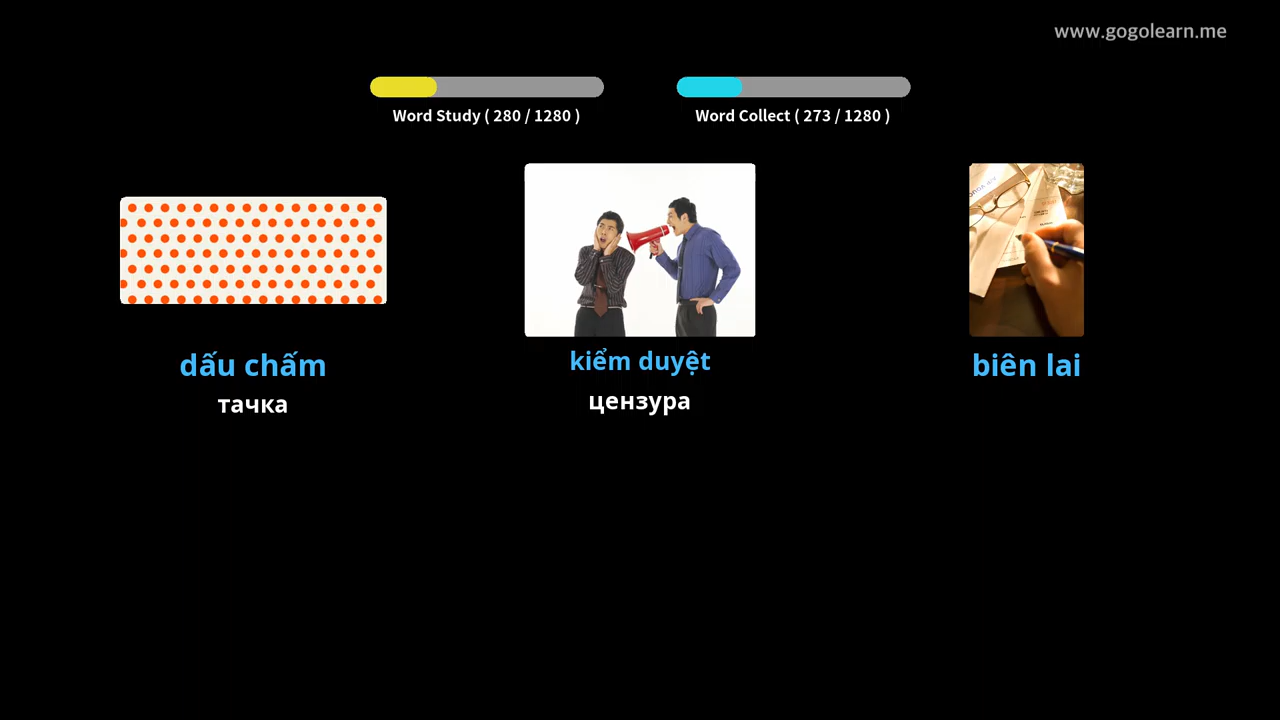 www.gogolearn.me
Word Study ( 280 / 1280 )
Word Collect ( 273 / 1280 )
dấu chấm
тачка
kiểm duyệt
цензура
biên lai